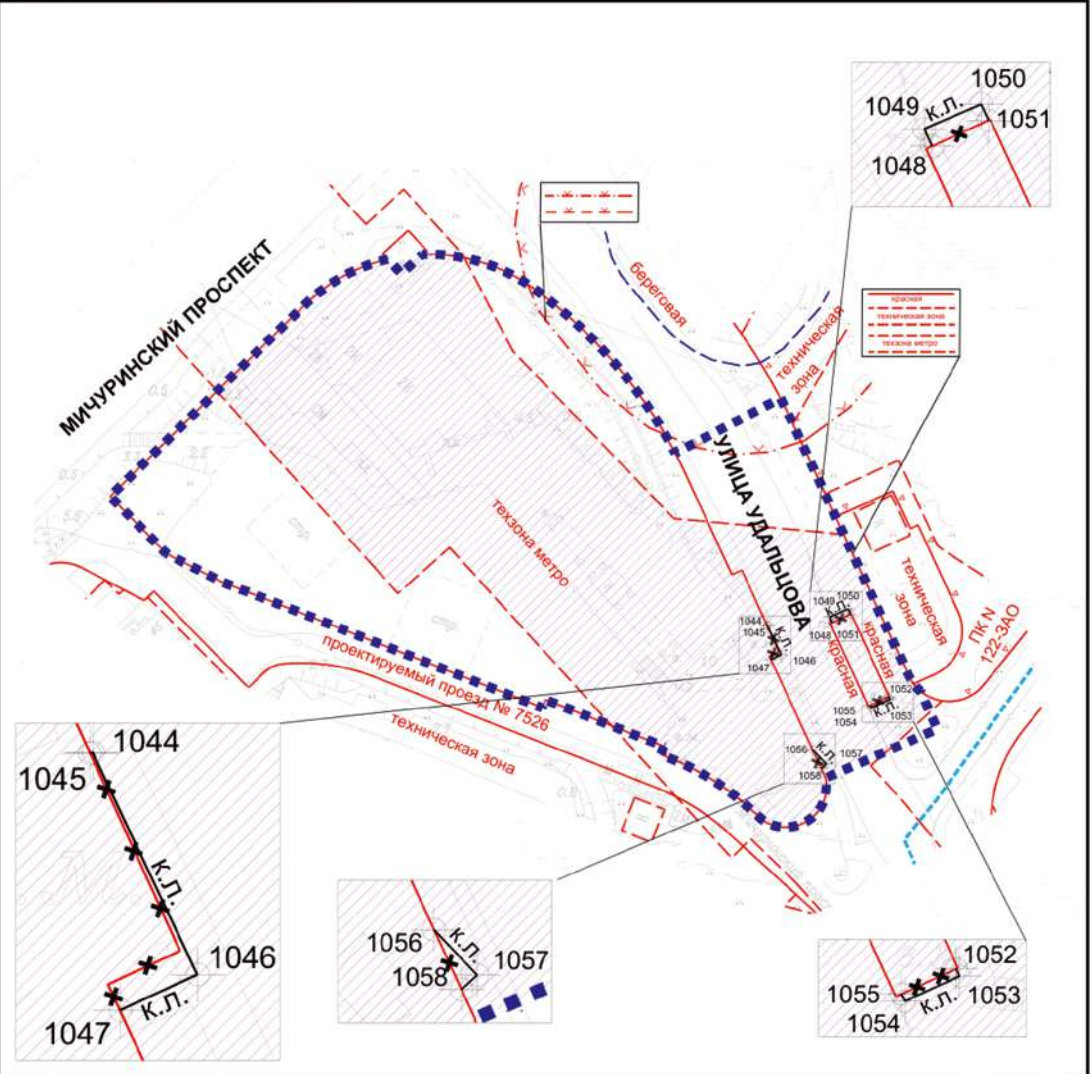 1050
1049
К.Л.
1051
1048
МИЧУРИНСКИЙ ПРОСПЕКТ
береговая
красная
техническая зона
техзона метро
техническая
зона
УЛИЦА УДАЛЬЦОВА
техзона метро
техническая
зона
ПК N
122-ЗАО
1049
1050
К.Л.
1048
1051
красная
красная
1044
1045
К.Л.
1047
1046
1052
К.Л.
1053
1055
1054
проектируемый проезд № 7526
техническая зона
1056
К.Л.
1057
1058
1044
1045
К.Л.
1046
К.Л.
1047
1056
К.Л.
1057
1058
1052
1055
К.Л.
1053
1054